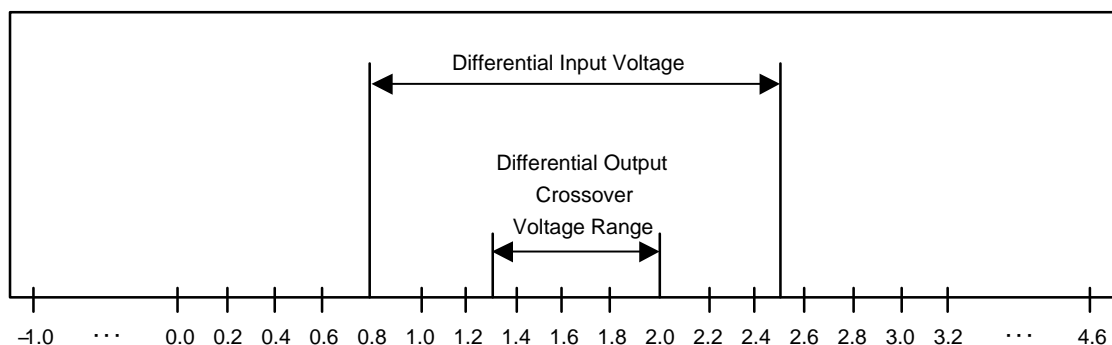 Differential Input Voltage
Differential Output
Crossover
Voltage Range
–1.0 ··· 0.0 0.2 0.4 0.6 0.8 1.0 1.2 1.4 1.6 1.8 2.0 2.2 2.4 2.6 2.8 3.0 3.2 ··· 4.6